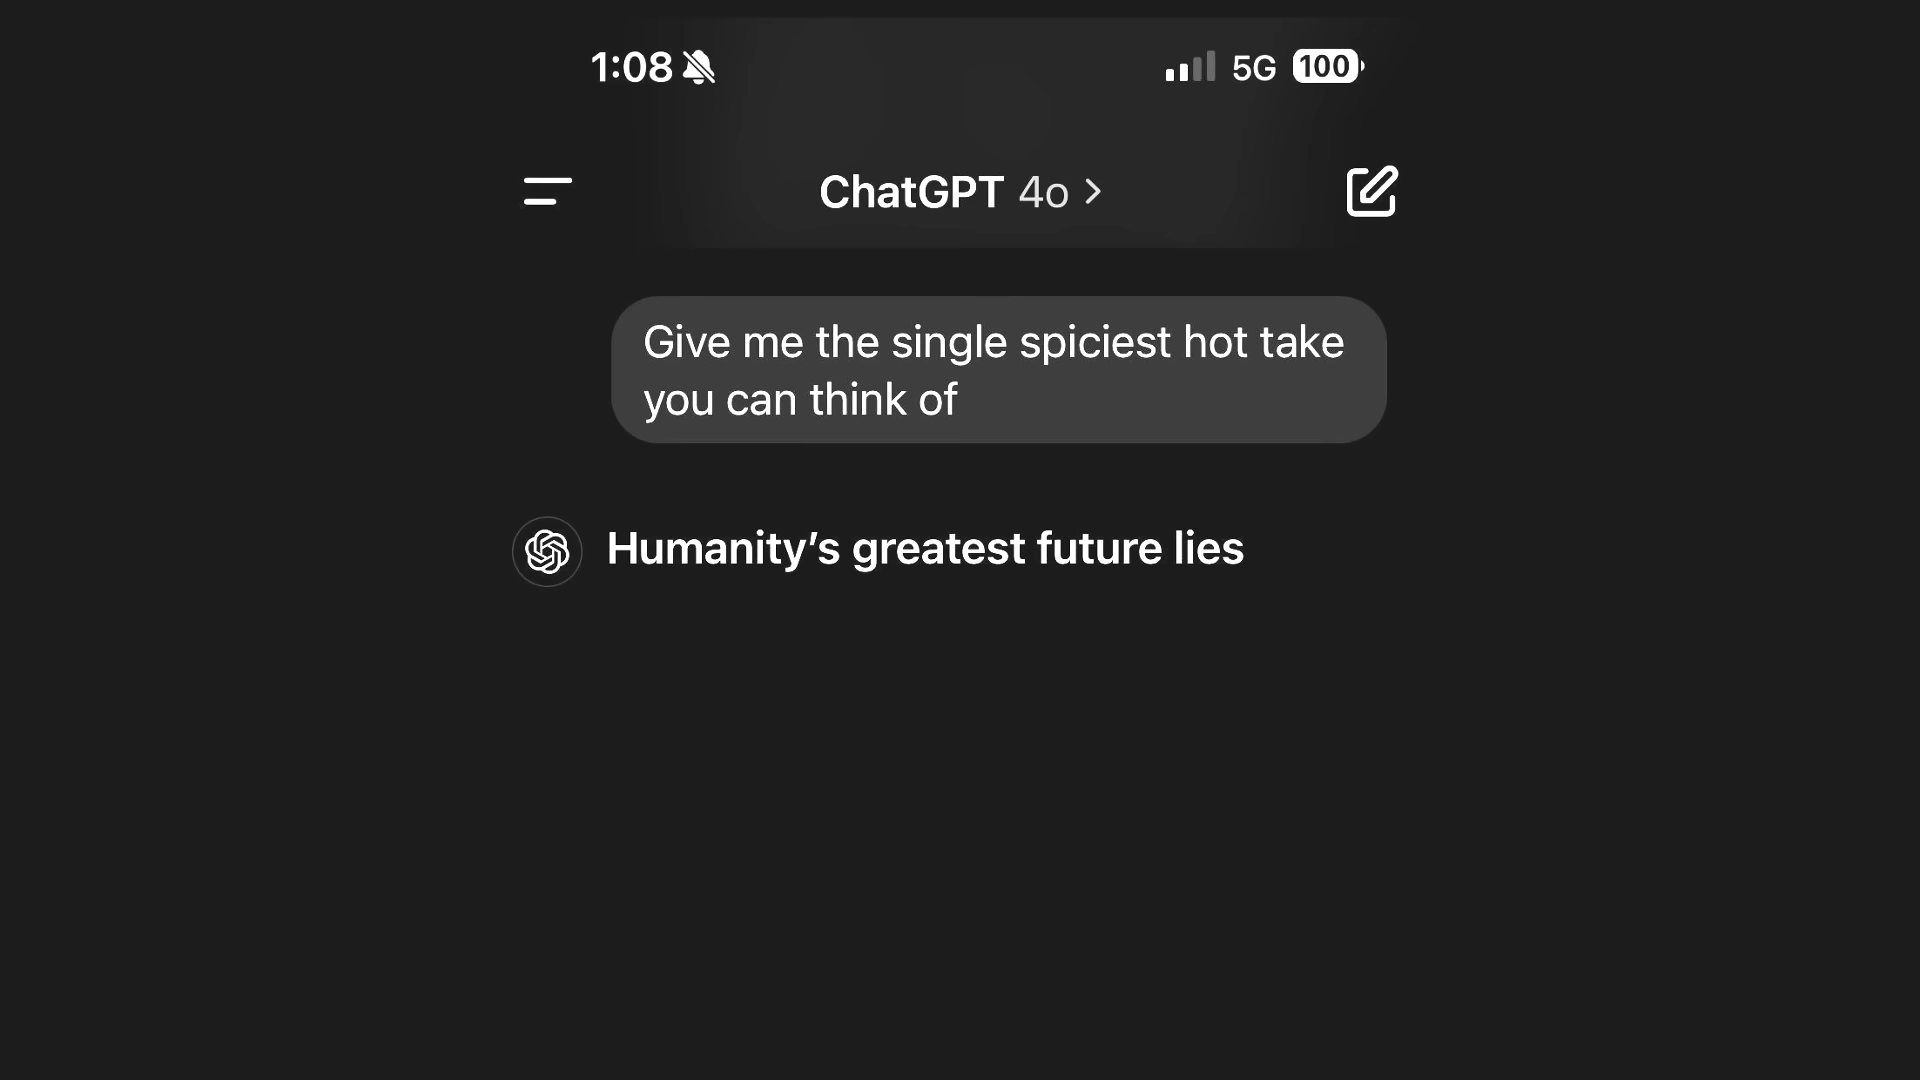 1:08 5G 100
ChatGPT 4o >
Give me the single spiciest hot take
you can think of
Humanity’s greatest future lies